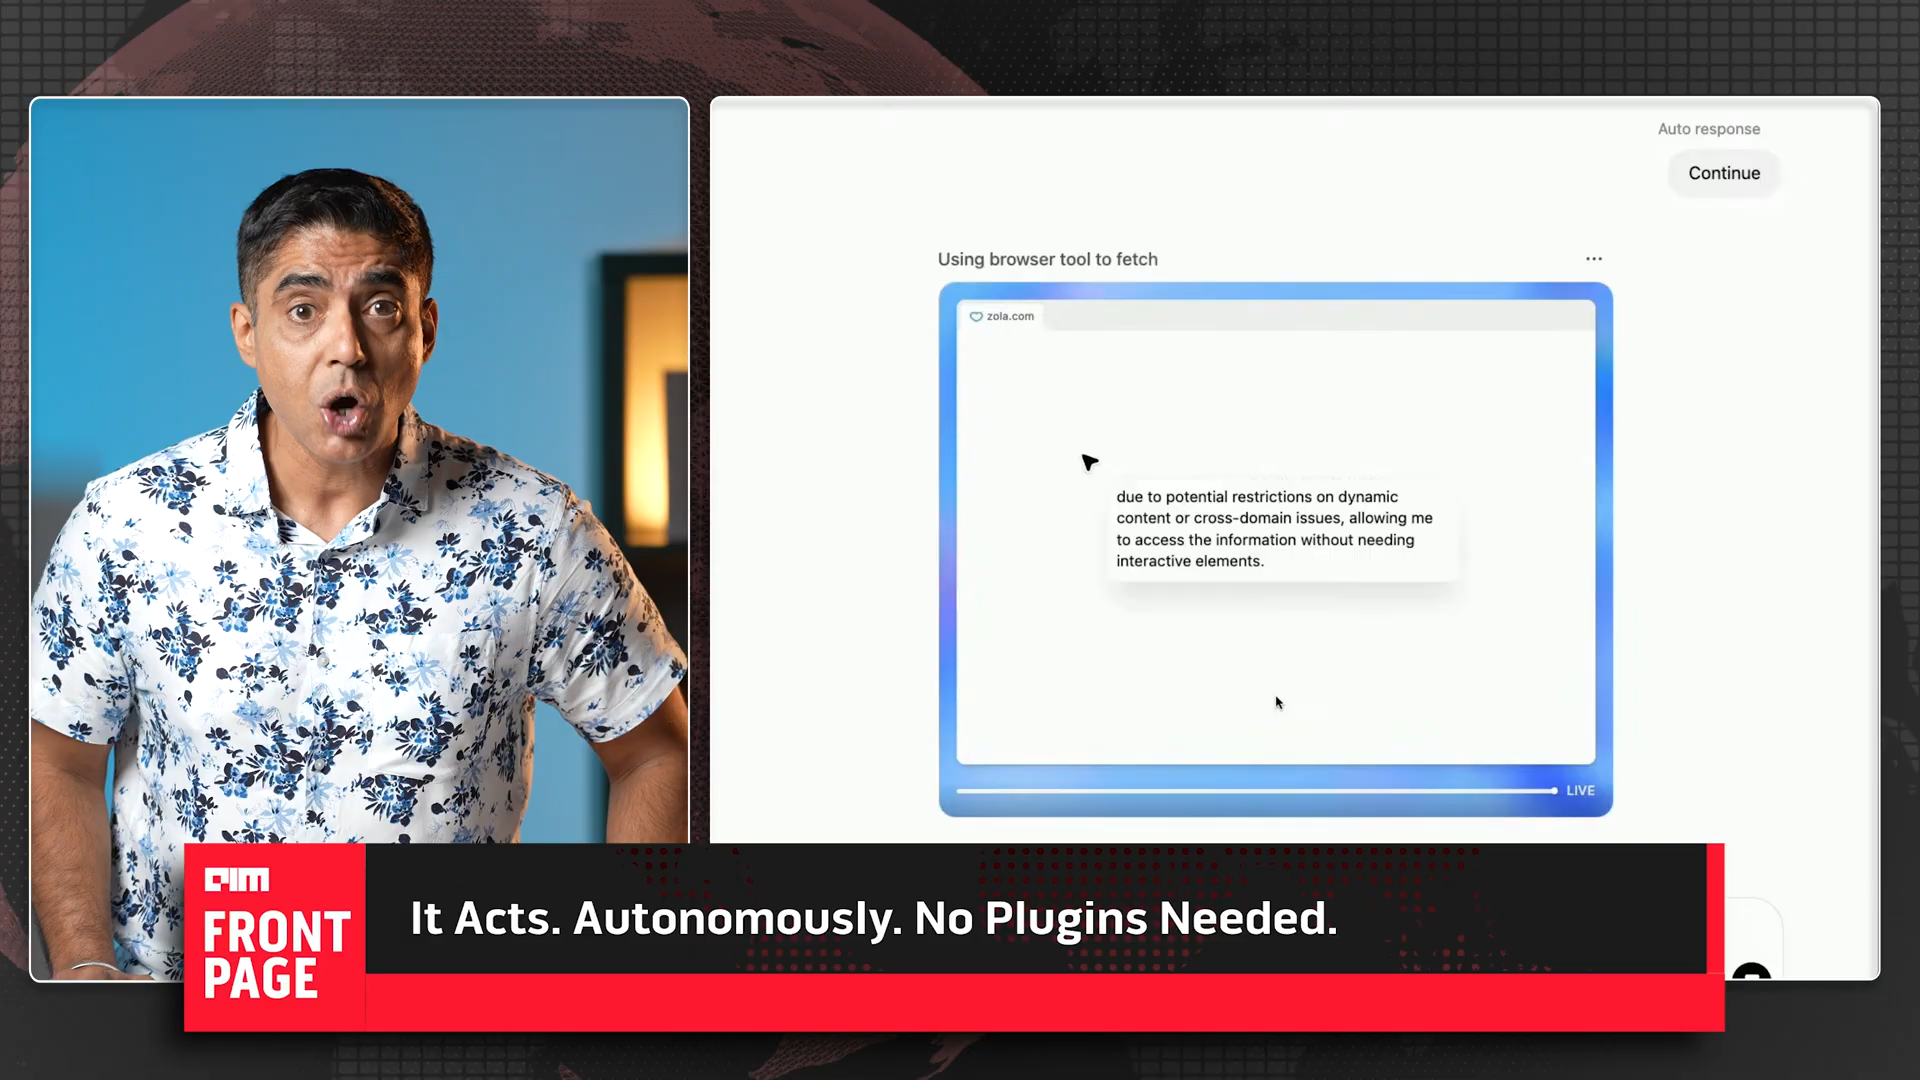 Auto response
Continue
Using browser tool to fetch
zola.com
due to potential restrictions on dynamic
content or cross-domain issues, allowing me
to access the information without needing
interactive elements.
LIVE
AIM
FRONT
PAGE
It Acts. Autonomously. No Plugins Needed.